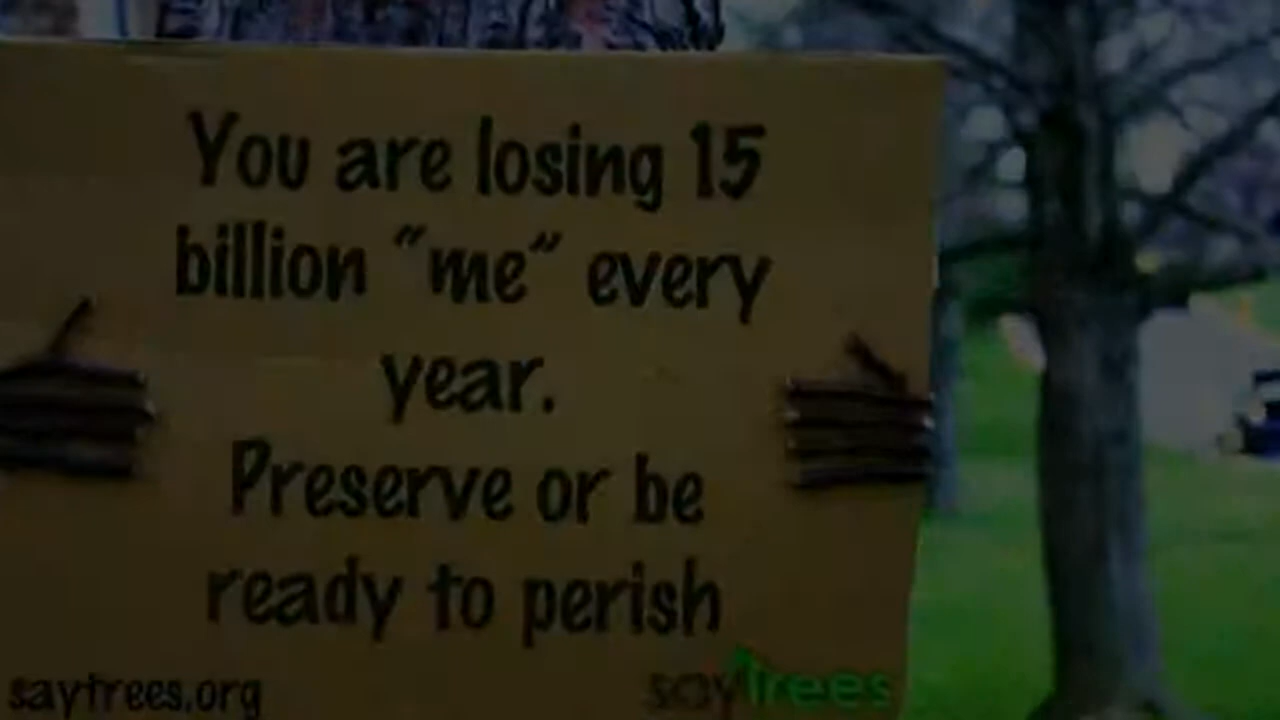 You are losing 15
billion “me” every
year.
Preserve or be
ready to perish
saytrees.org
saytrees